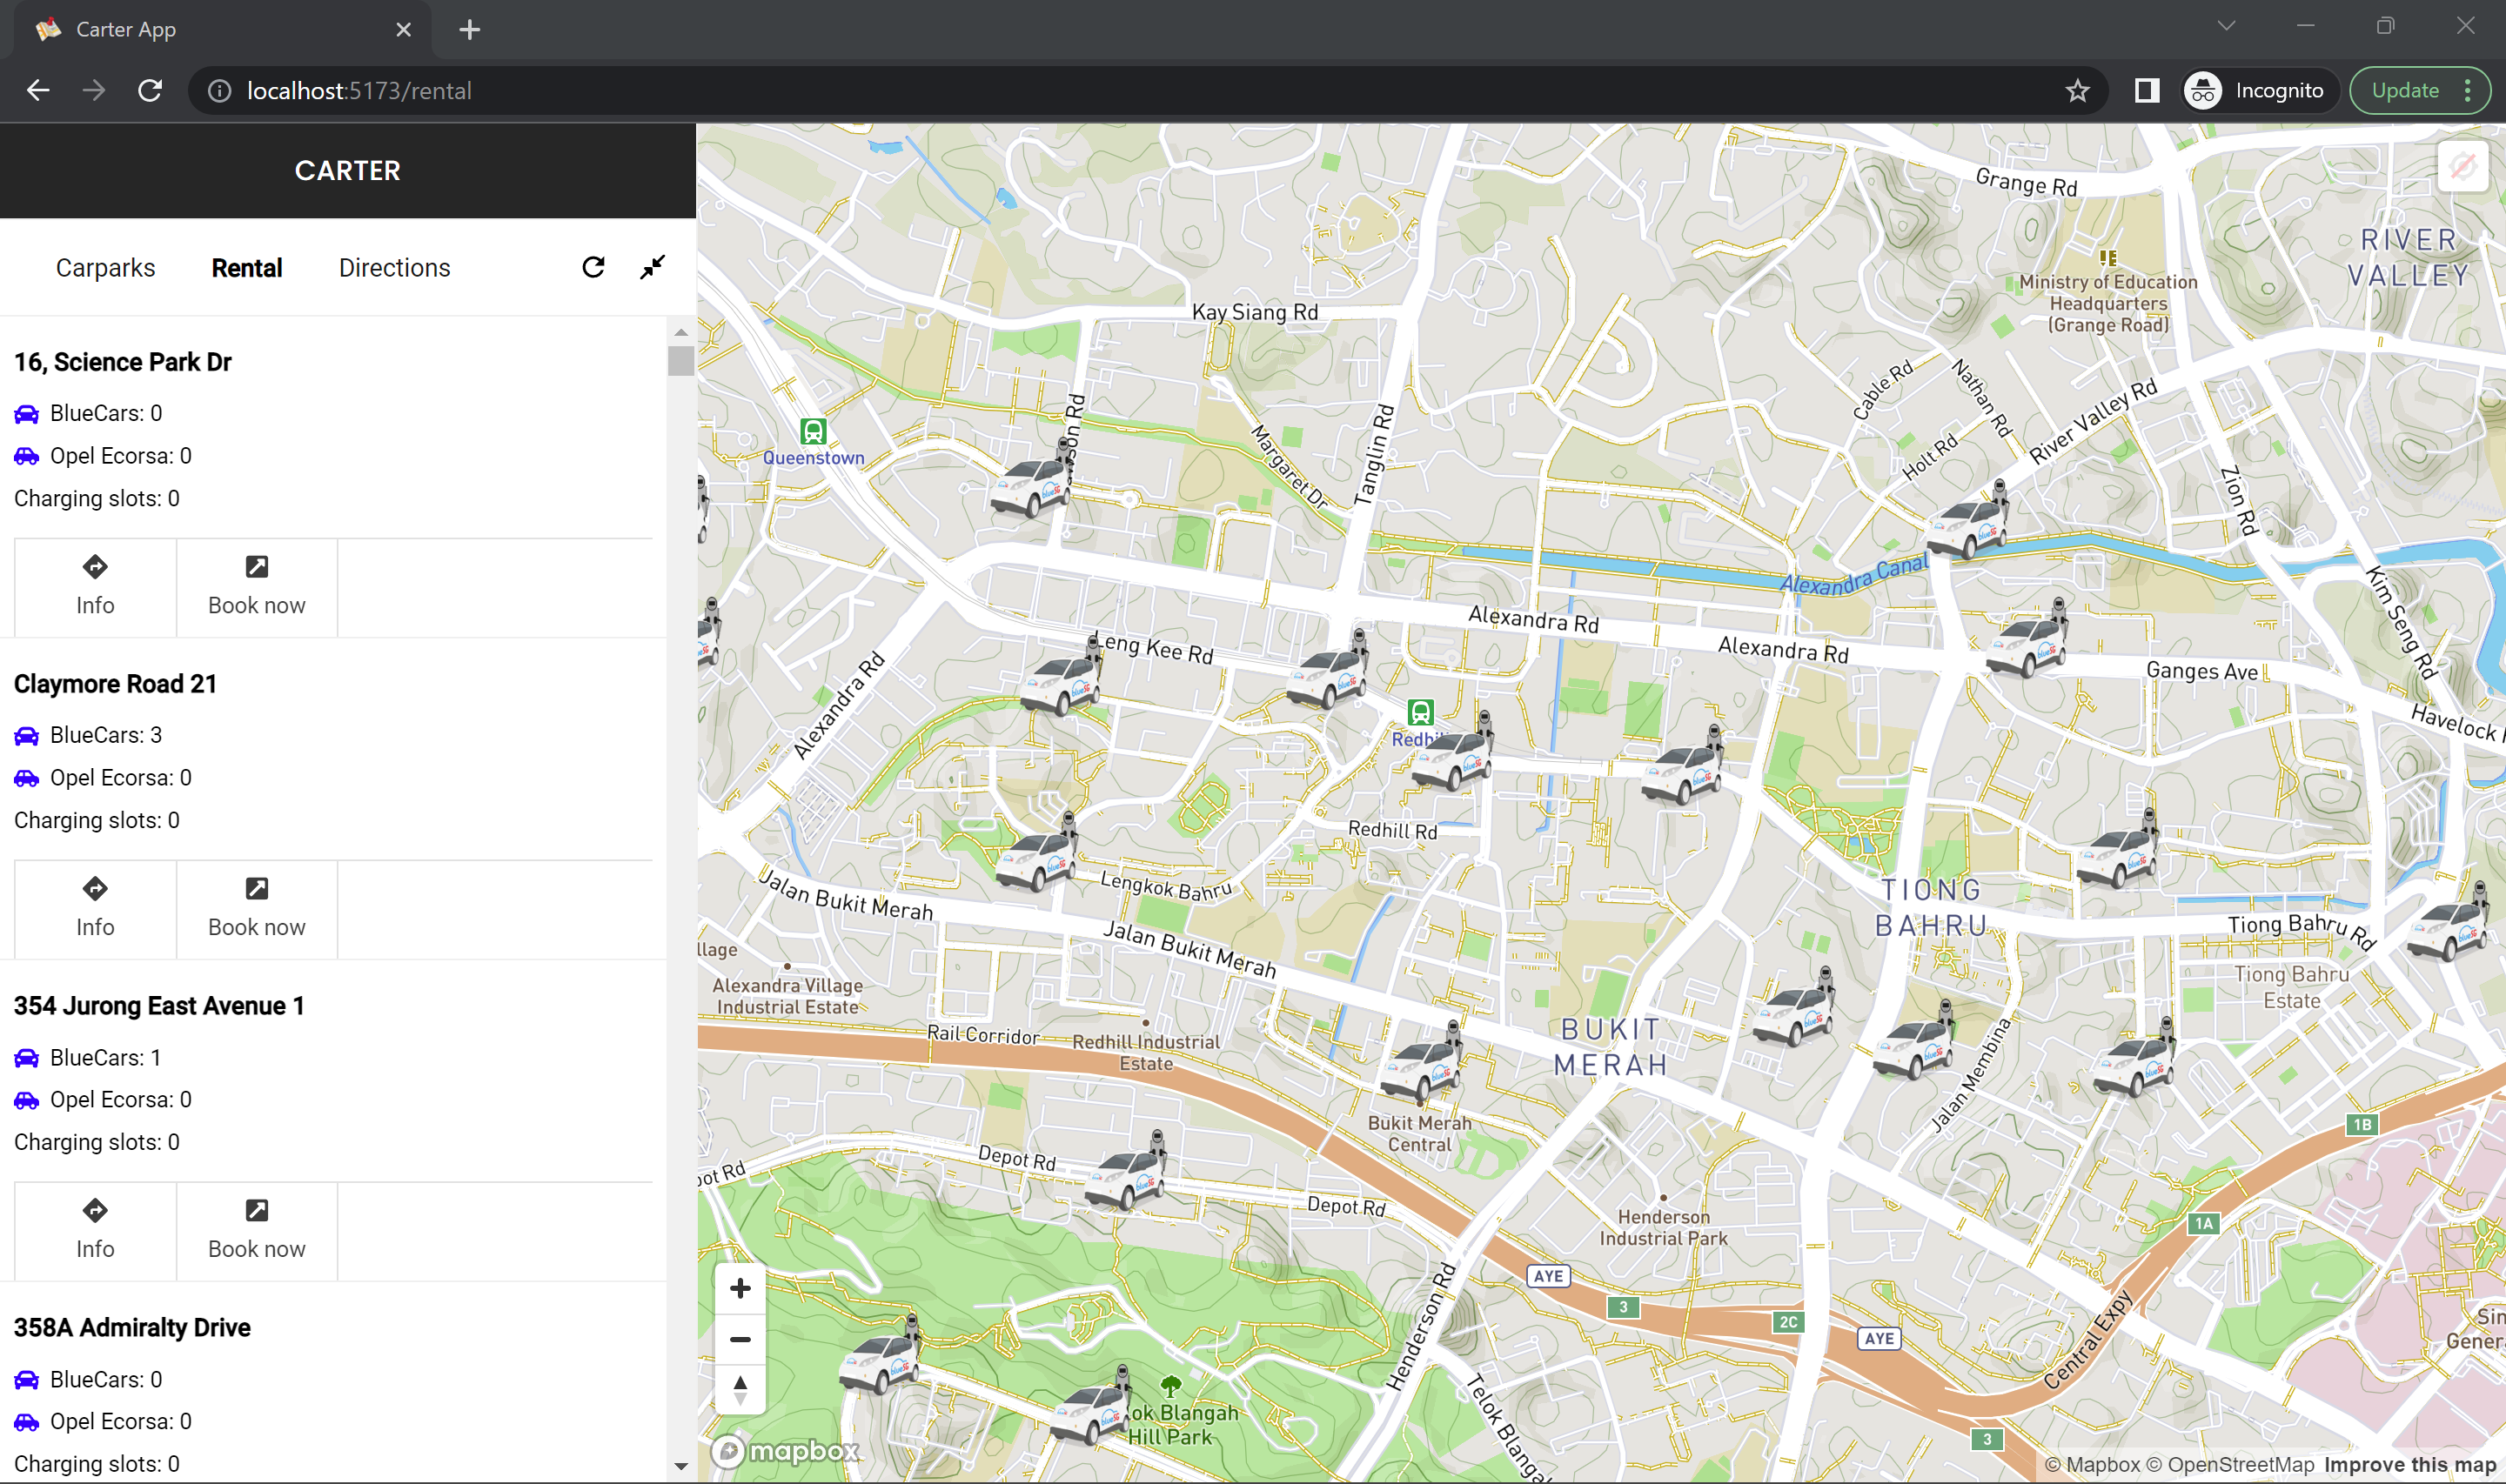 Carter App
localhost:5173/rental
Incognito
Update
CARTER
Carparks
Rental
Directions
16, Science Park Dr
BlueCars: 0
Opel Ecorsa: 0
Charging slots: 0
Info
Book now
Claymore Road 21
BlueCars: 3
Opel Ecorsa: 0
Charging slots: 0
Info
Book now
354 Jurong East Avenue 1
BlueCars: 1
Opel Ecorsa: 0
Charging slots: 0
Info
Book now
358A Admiralty Drive
BlueCars: 0
Opel Ecorsa: 0
Charging slots: 0
Grange Rd
RIVER
VALLEY
Ministry of Education
Headquarters
(Grange Road)
Kay Siang Rd
Cable Rd
Nathan Rd
River Valley Rd
Holt Rd
Zion Rd
Tanglin Rd
Margaret Dr
Queenstown
Alexandra Canal
Kim Seng Rd
Alexandra Rd
Alexandra Rd
Leng Kee Rd
Alexandra Rd
Ganges Ave
Havelock
Redhill Rd
Lengkok Bahru
Jalan Bukit Merah
Jalan Bukit Merah
TIONG
BAHRU
Tiong Bahru Rd
Tiong Bahru
Estate
Alexandra Village
Industrial Estate
Rail Corridor
Redhill Industrial
Estate
BUKIT
MERAH
Jalan Membina
Bukit Merah
Central
1B
Depot Rd
Depot Rd
1A
Henderson
Industrial Park
AYE
3
2C
AYE
Central Expy
Henderson Rd
ok Blangah
Hill Park
Telok Blanga
3
mapbox
© Mapbox © OpenStreetMap Improve this map